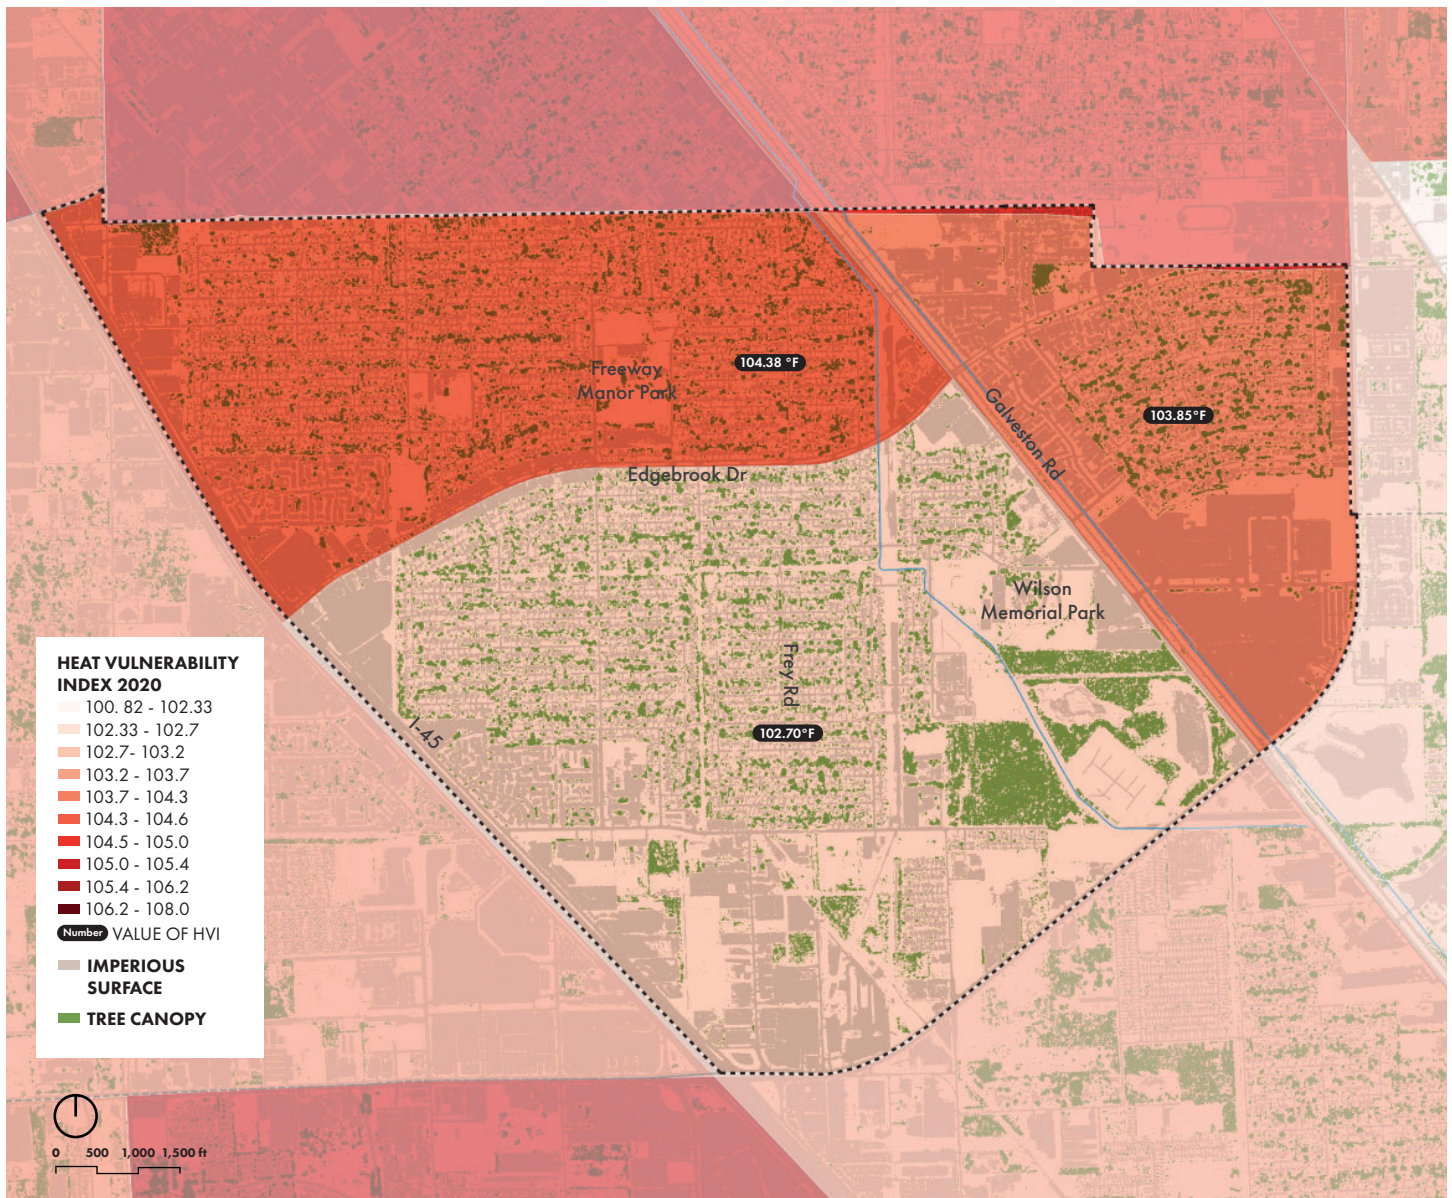 104.38 °F
Freeway
Manor Park
103.85°F
Galveston Rd
Edgebrook Dr
Wilson
Memorial Park
Frey Rd
102.70°F
I-45
HEAT VULNERABILITY
INDEX 2020
100. 82 - 102.33
102.33 - 102.7
102.7- 103.2
103.2 - 103.7
103.7 - 104.3
104.3 - 104.6
104.5 - 105.0
105.0 - 105.4
105.4 - 106.2
106.2 - 108.0
Number VALUE OF HVI
IMPERIOUS
SURFACE
TREE CANOPY
0 500 1,000 1,500 ft